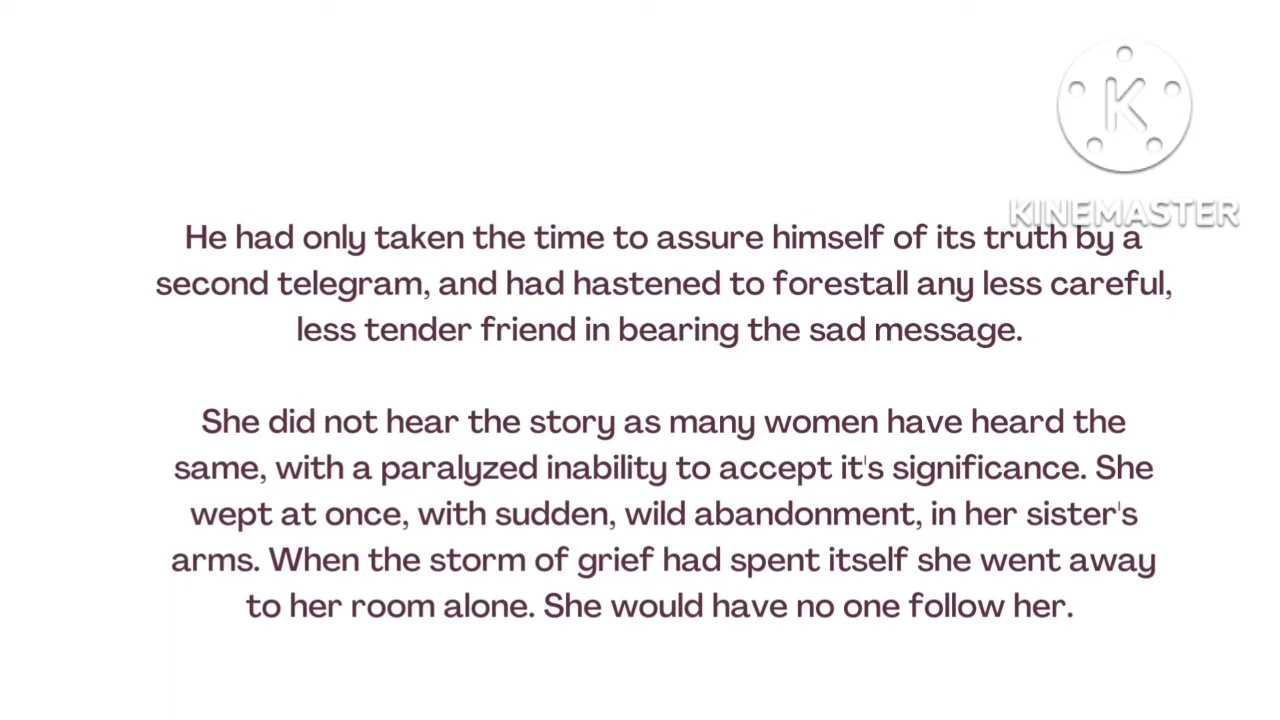 K
KINEMASTER
He had only taken the time to assure himself of its truth by a
second telegram, and had hastened to forestall any less careful,
less tender friend in bearing the sad message.
She did not hear the story as many women have heard the
same, with a paralyzed inability to accept it's significance. She
wept at once, with sudden, wild abandonment, in her sister's
arms. When the storm of grief had spent itself she went away
to her room alone. She would have no one follow her.